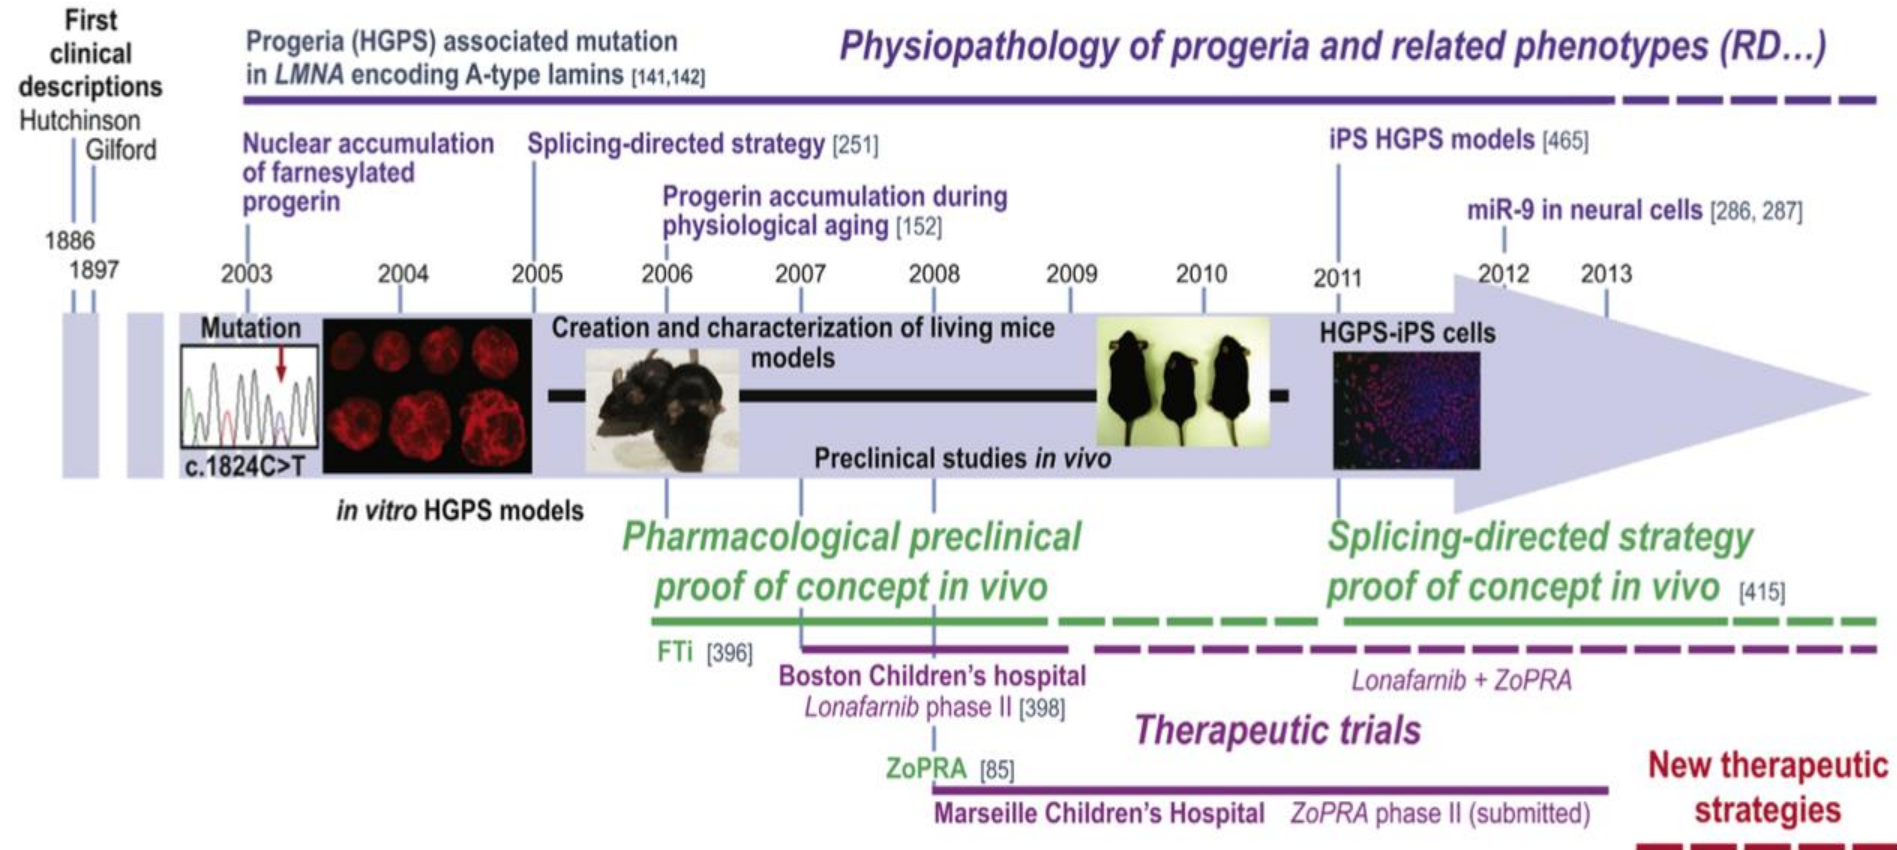 First
clinical
descriptions
Hutchinson
Gilford
1886
1897
Progeria (HGPS) associated mutation
in LMNA encoding A-type lamins [141,142]
Physiopathology of progeria and related phenotypes (RD...)
Nuclear accumulation
of farnesylated
progerin
Splicing-directed strategy [251]
Progerin accumulation during
physiological aging [152]
iPS HGPS models [465]
miR-9 in neural cells [286, 287]
2003
2004
2005
2006
2007
2008
2009
2010
2011
2012
2013
Mutation
c.1824C>T
Creation and characterization of living mice
models
HGPS-iPS cells
Preclinical studies in vivo
in vitro HGPS models
Pharmacological preclinical
proof of concept in vivo
Splicing-directed strategy
proof of concept in vivo [415]
FTi [396]
Boston Children's hospital
Lonafarnib phase II [398]
Lonafarnib + ZoPRA
Therapeutic trials
ZoPRA [85]
Marseille Children's Hospital ZoPRA phase II (submitted)
New therapeutic
strategies